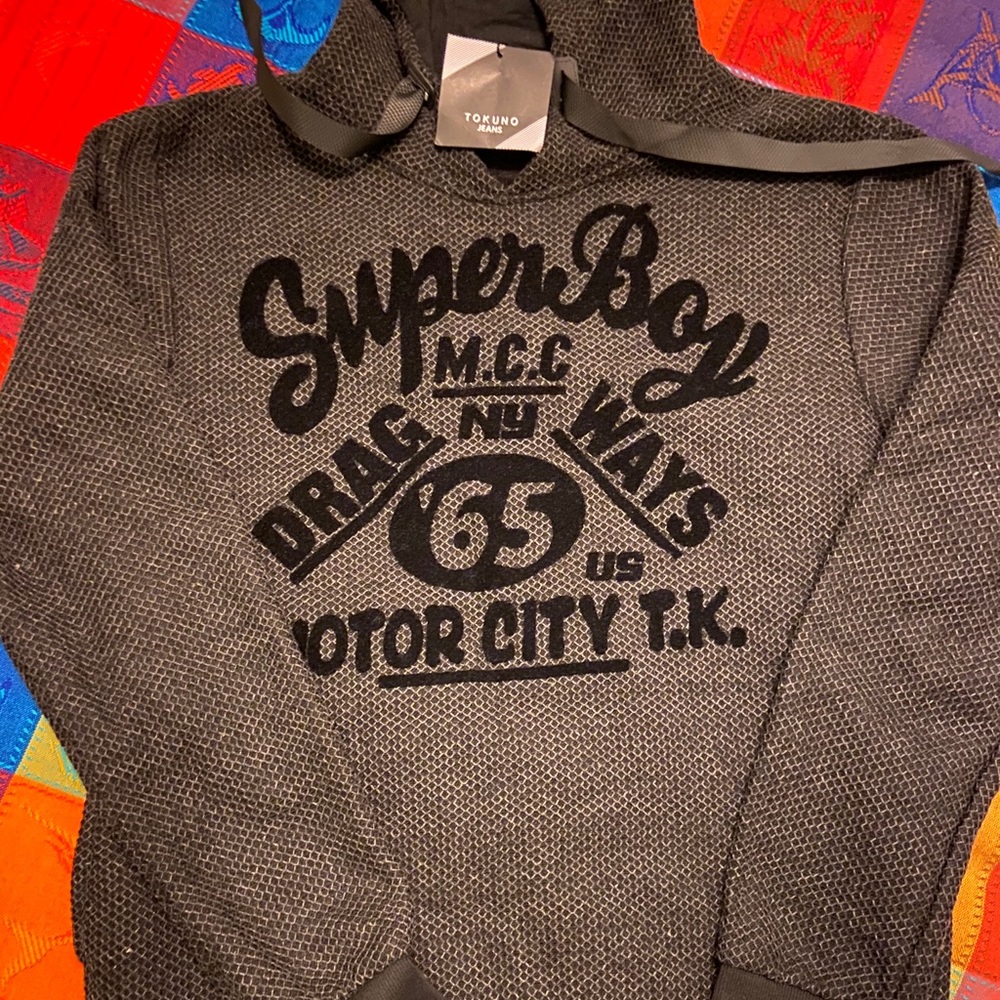 TOKUNO
JEANS
SuperBoy
M.C.C
NY
DRAG WAYS
'65
US
OTOR CITY T.K.